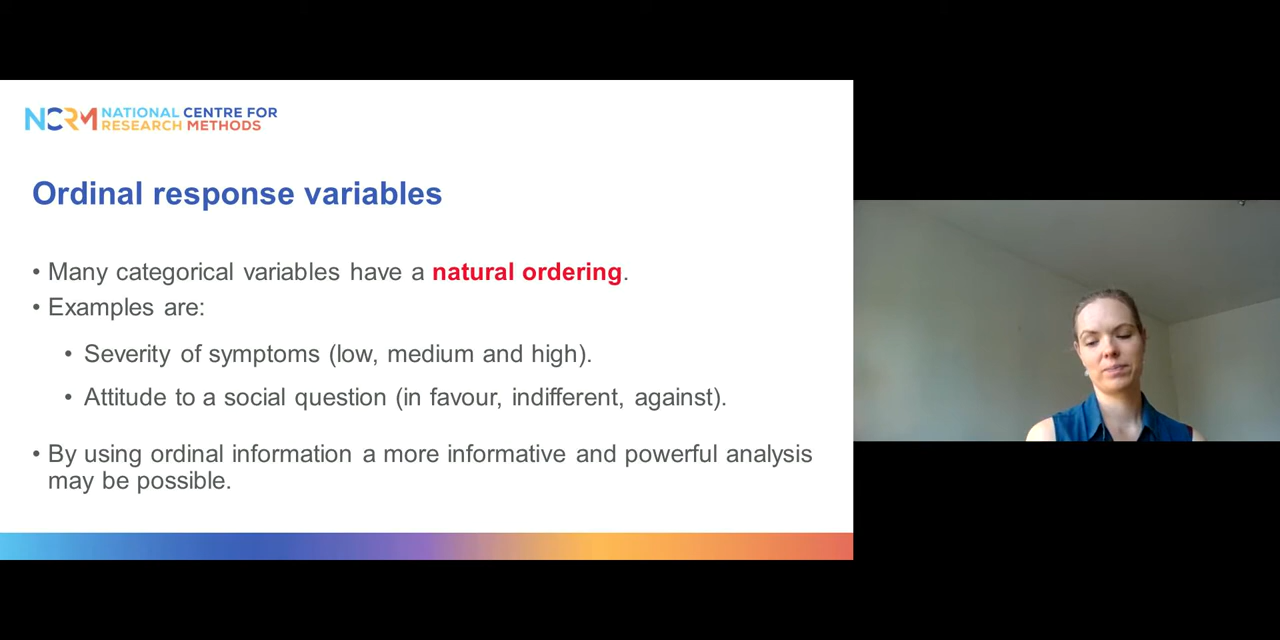 NCRM NATIONAL CENTRE FOR
RESEARCH METHODS
Ordinal response variables
• Many categorical variables have a natural ordering.
• Examples are:
• Severity of symptoms (low, medium and high).
• Attitude to a social question (in favour, indifferent, against).
• By using ordinal information a more informative and powerful analysis
may be possible.